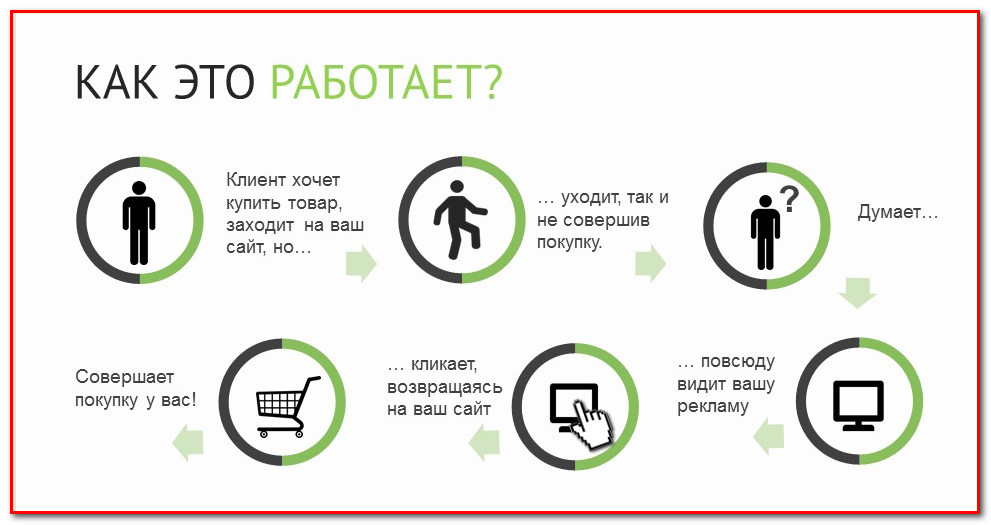 КАК ЭТО РАБОТАЕТ?
Клиент хочет
купить товар,
заходит на ваш
сайт, но…
… уходит, так и
не совершив
покупку.
?
Думает…
… повсюду
видит вашу
рекламу
… кликает,
возвращаясь
на ваш сайт
Совершает
покупку у вас!